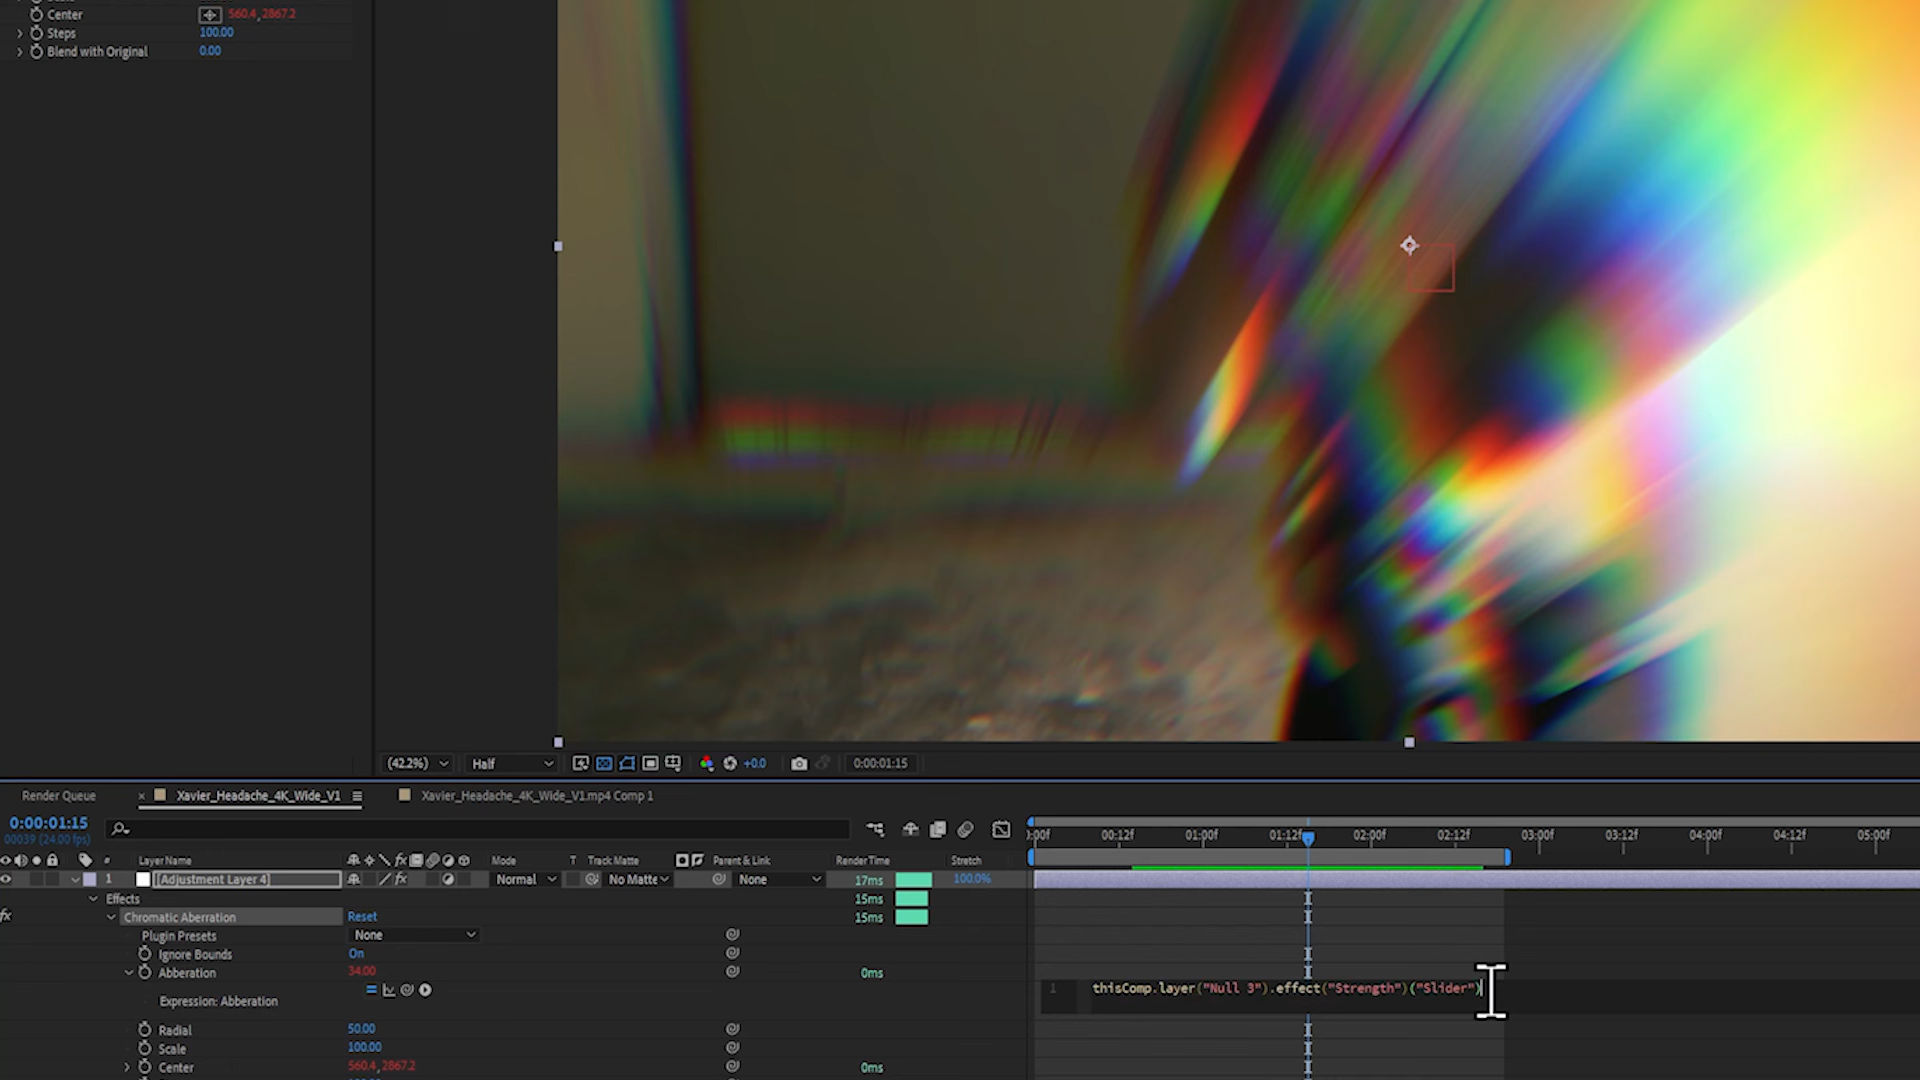 Center 560.4, 2867.2
Steps 100.00
Blend with Original 0.00
(42.2%) Half +0.0 0:00:01:15
Render Queue × Xavier_Headache_4K_Wide_V1 Xavier_Headache_4K_Wide_V1.mp4 Comp 1
0:00:01:15
00039 (24.00 fps)
:00f 00:12f 01:00f 01:12f 02:00f 02:12f 03:00f 03:12f 04:00f 04:12f 05:00f
# Layer Name Mode T Track Matte Parent & Link Render Time Stretch
1 [Adjustment Layer 4] Normal No Matte None 17ms 100.0%
Effects 15ms
fx Chromatic Aberration Reset 15ms
Plugin Presets None
Ignore Bounds On
Abberation 34.00 0ms
Expression: Abberation
1 thisComp.layer("Null 3").effect("Strength")("Slider")
Radial 50.00
Scale 100.00
Center 560.4, 2867.2 0ms